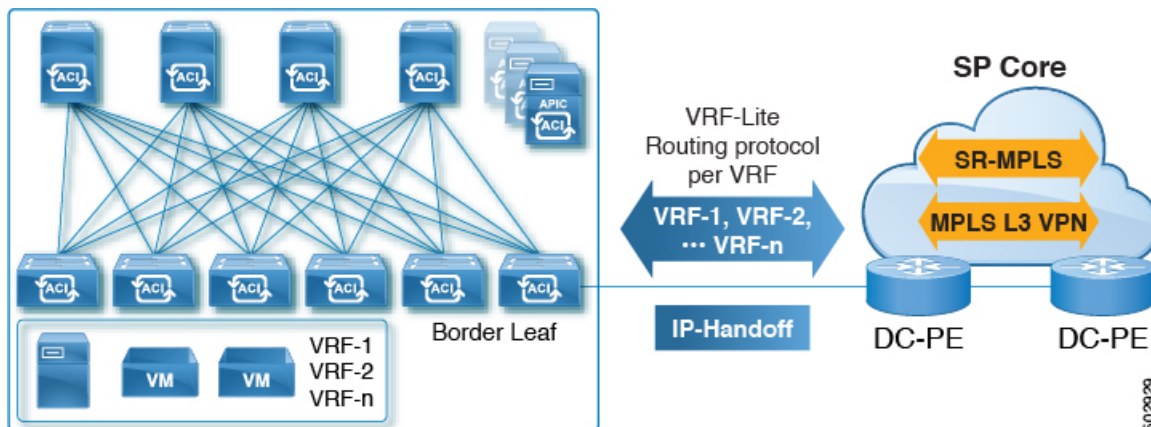 ACI
ACI
ACI
ACI
APIC
ACI
ACI
ACI
ACI
ACI
ACI
ACI
Border Leaf
VM
VM
VRF-1
VRF-2
VRF-n
VRF-Lite
Routing protocol
per VRF
VRF-1, VRF-2,
... VRF-n
IP-Handoff
SP Core
SR-MPLS
MPLS L3 VPN
DC-PE
DC-PE